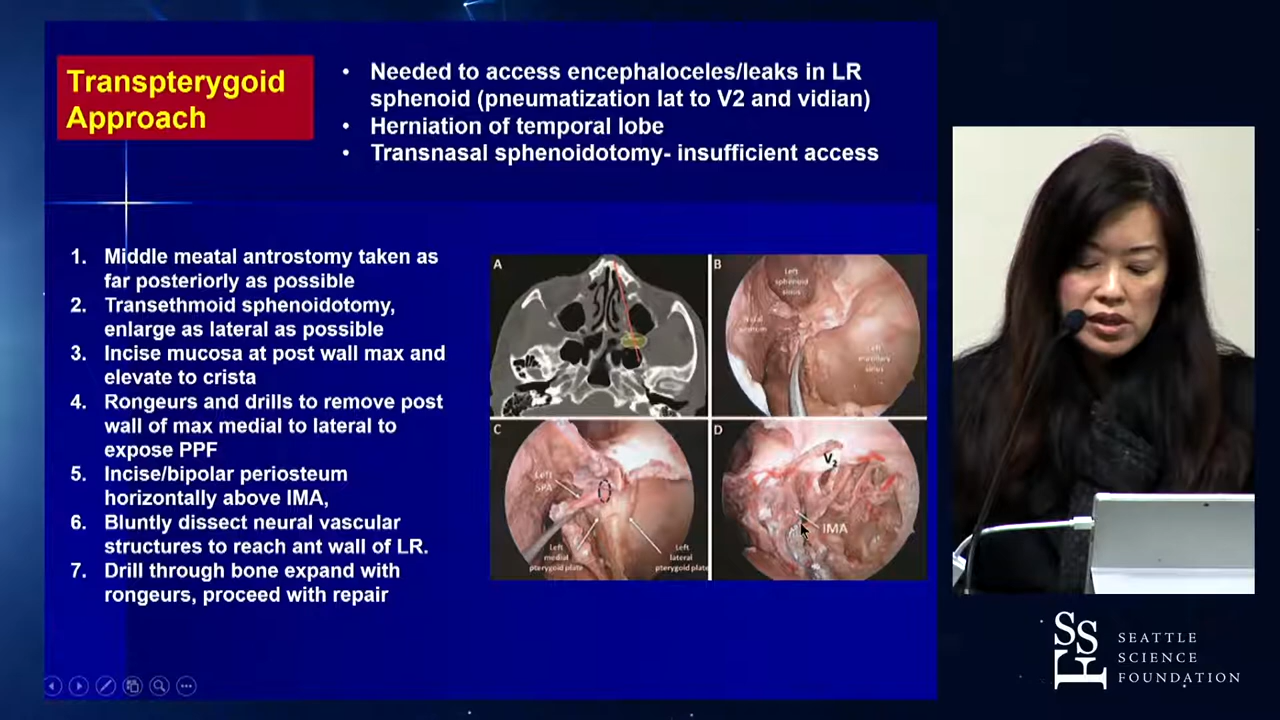 Transpterygoid
Approach
• Needed to access encephaloceles/leaks in LR
sphenoid (pneumatization lat to V2 and vidian)
• Herniation of temporal lobe
• Transnasal sphenoidotomy- insufficient access
1. Middle meatal antrostomy taken as
far posteriorly as possible
2. Transethmoid sphenoidotomy,
enlarge as lateral as possible
3. Incise mucosa at post wall max and
elevate to crista
4. Rongeurs and drills to remove post
wall of max medial to lateral to
expose PPF
5. Incise/bipolar periosteum
horizontally above IMA,
6. Bluntly dissect neural vascular
structures to reach ant wall of LR.
7. Drill through bone expand with
rongeurs, proceed with repair
A
B
Left
sphenoid
sinus
Left
maxillary
sinus
C
Left
SPA
Left
medial
pterygoid plate
Left
lateral
pterygoid plate
D
V2
IMA
SSF
SEATTLE
SCIENCE
FOUNDATION